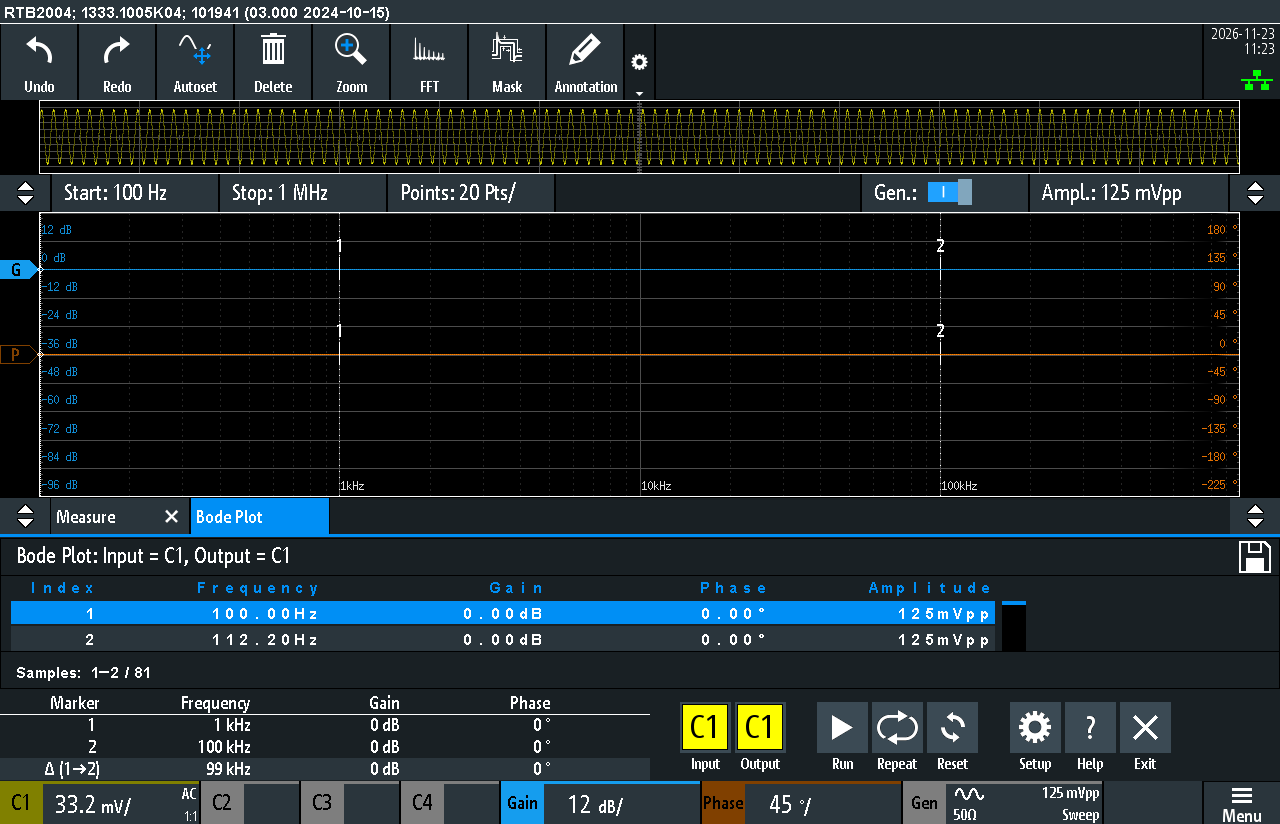 RTB2004; 1333.1005K04; 101941 (03.000 2024-10-15)
Undo Redo Autoset Delete Zoom FFT Mask Annotation
2026-11-23
11:23
Start: 100 Hz Stop: 1 MHz Points: 20 Pts/ Gen.: I Ampl.: 125 mVpp
12 dB 180 °
1 2
0 dB 135 °
G
-12 dB 90 °
-24 dB 45 °
1 2
-36 dB 0 °
P
-48 dB -45 °
-60 dB -90 °
-72 dB -135 °
-84 dB -180 °
-96 dB 1kHz 10kHz 100kHz -225 °
Measure Bode Plot
Bode Plot: Input = C1, Output = C1
Index Frequency Gain Phase Amplitude
1 100.00Hz 0.00dB 0.00° 125mVpp
2 112.20Hz 0.00dB 0.00° 125mVpp
Samples: 1-2 / 81
Marker Frequency Gain Phase
1 1 kHz 0 dB 0 °
2 100 kHz 0 dB 0 °
Δ (1→2) 99 kHz 0 dB 0 °
C1 C1 ?
Input Output Run Repeat Reset Setup Help Exit
C1 33.2 mV/ AC 1:1 C2 C3 C4 Gain 12 dB/ Phase 45 °/ Gen 50Ω 125 mVpp Sweep Menu